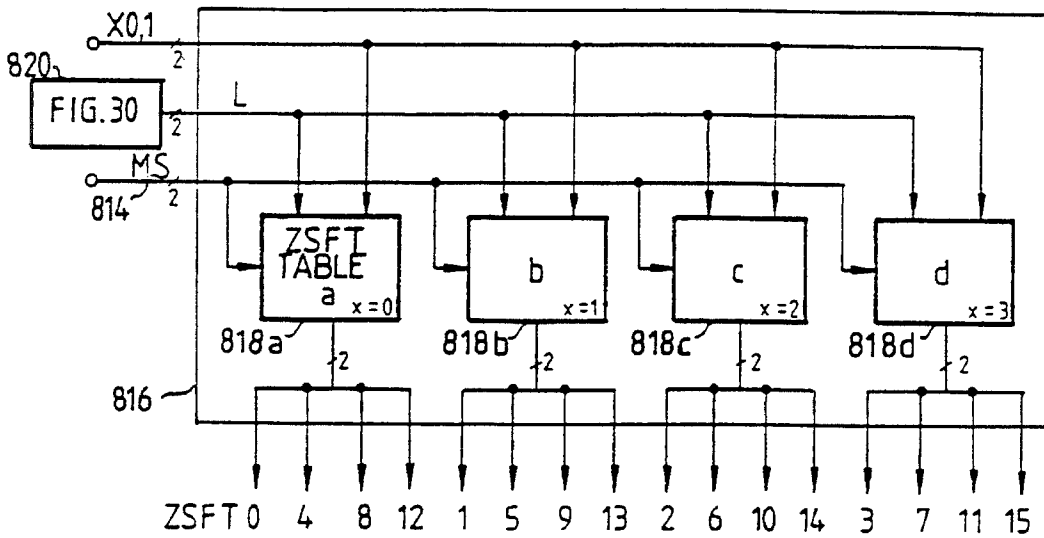 X0,1
2
820
FIG.30
L
2
MS
2
814
ZSFT
TABLE
a
x=0
b
x=1
c
x=2
d
x=3
818a
818b
818c
818d
2
2
2
2
816
ZSFT 0 4 8 12 1 5 9 13 2 6 10 14 3 7 11 15